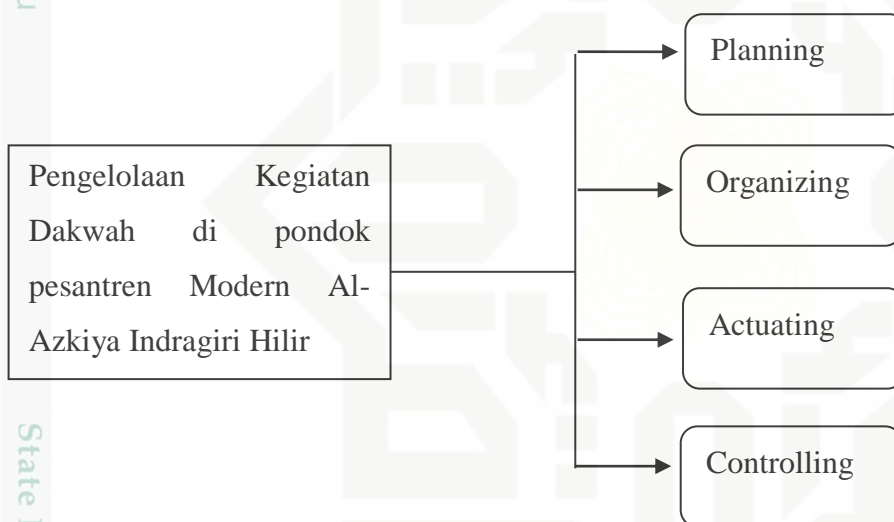 Planning
Pengelolaan Kegiatan
Dakwah di pondok
pesantren Modern Al-
Azkiya Indragiri Hilir
Organizing
Actuating
Controlling
State